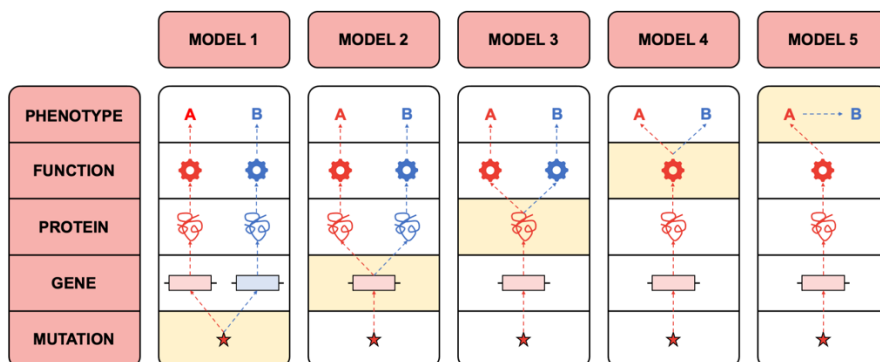 MODEL 1 MODEL 2 MODEL 3 MODEL 4 MODEL 5
PHENOTYPE A B A B A B A B A B
FUNCTION
PROTEIN
GENE
MUTATION